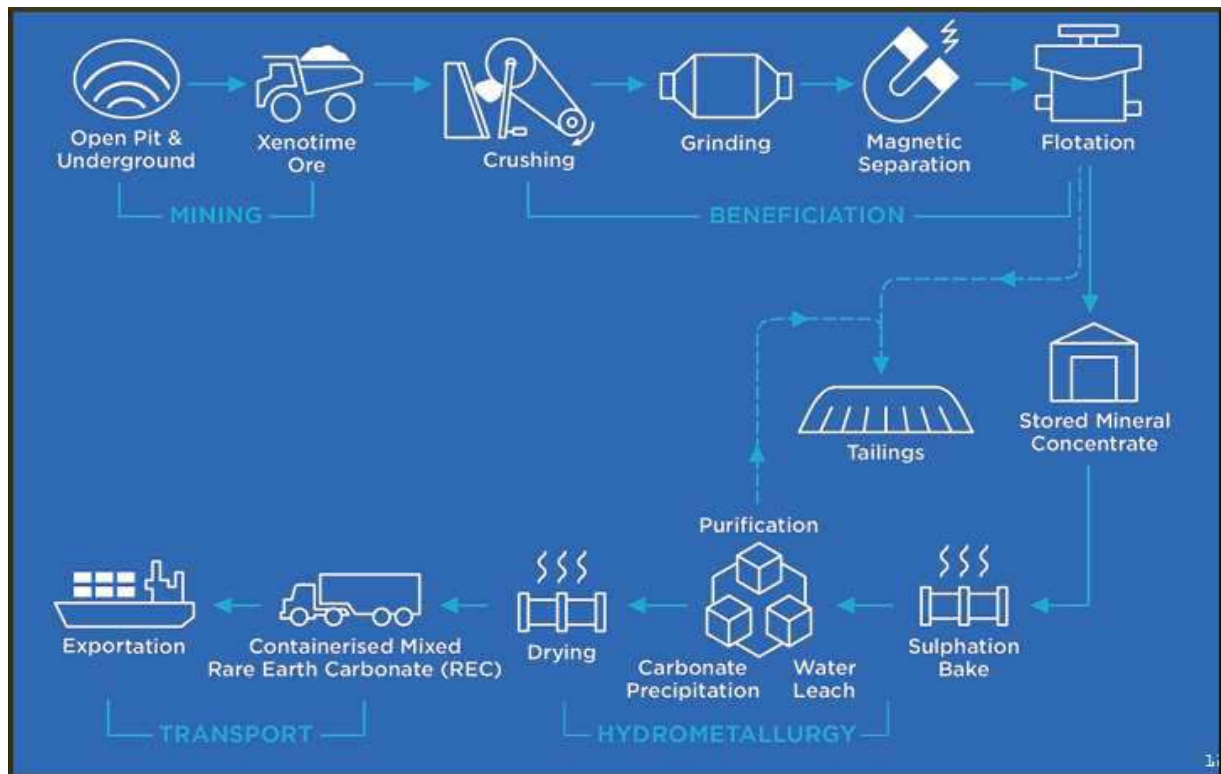 Open Pit &
Underground
Xenotime
Ore
Crushing
Grinding
Magnetic
Separation
Flotation
MINING
BENEFICIATION
Tailings
Stored Mineral
Concentrate
Purification
Exportation
Containerised Mixed
Rare Earth Carbonate (REC)
Drying
Carbonate
Precipitation
Water
Leach
Sulphation
Bake
TRANSPORT
HYDROMETALLURGY